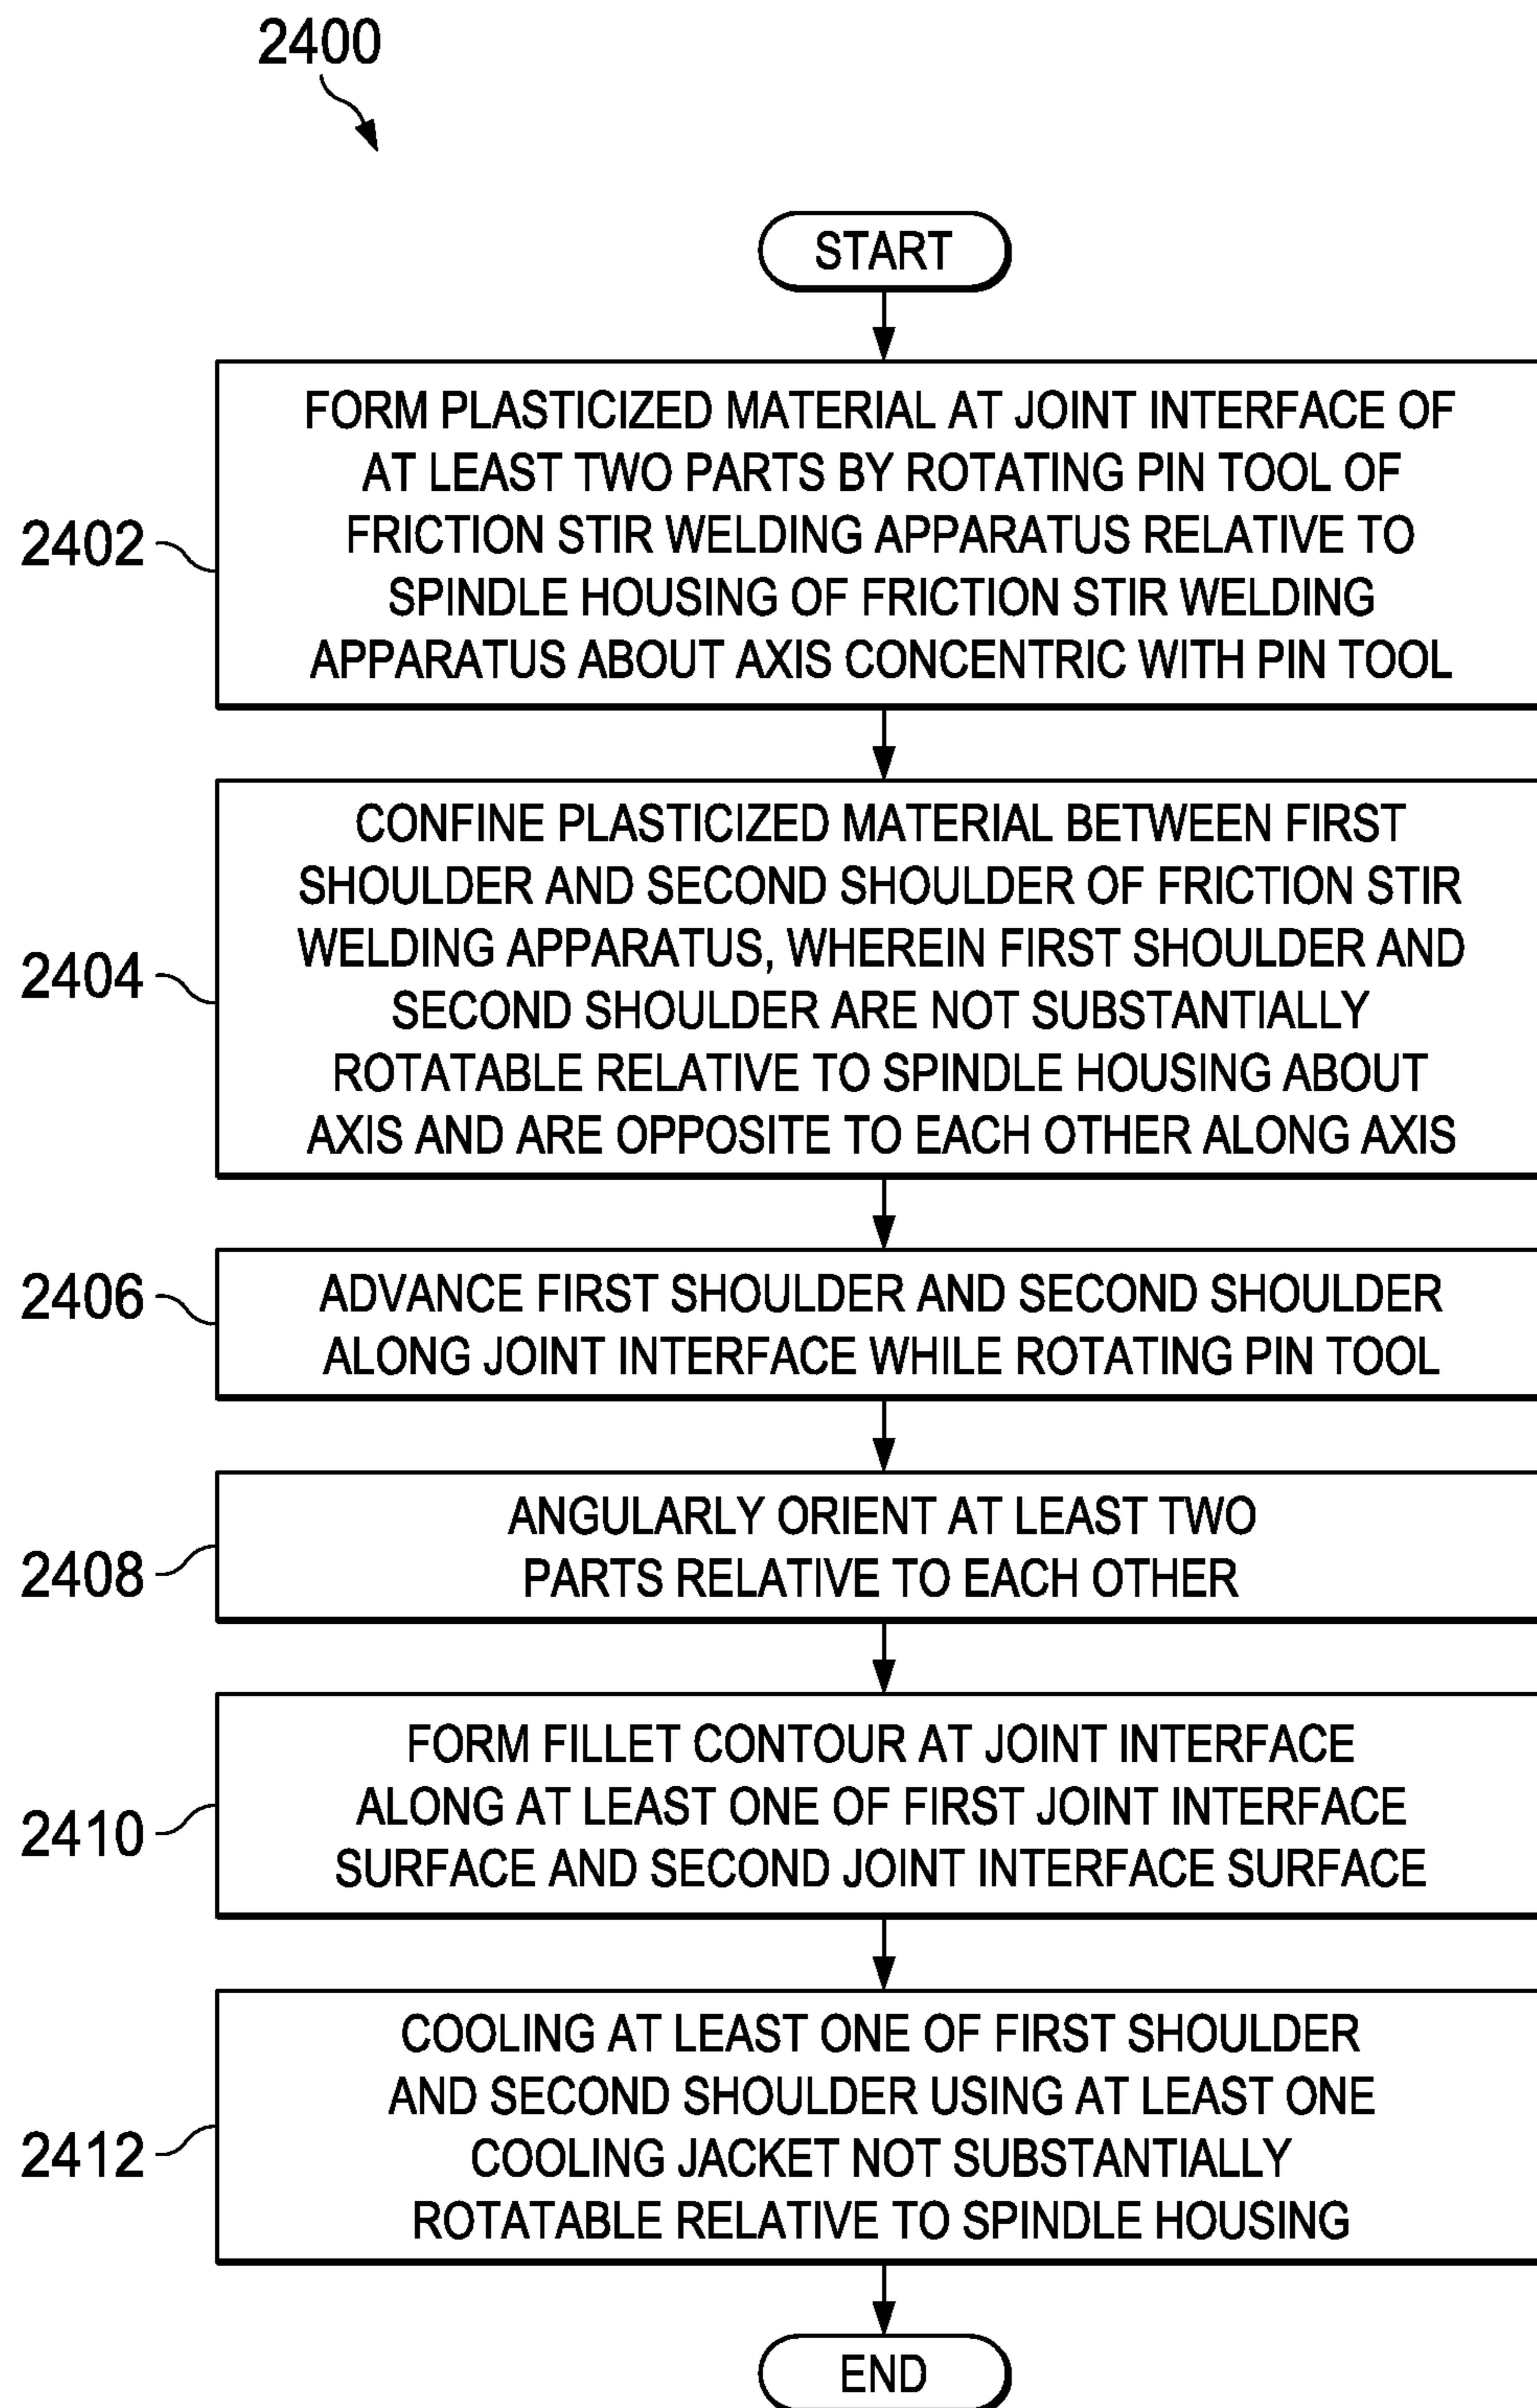 2400
START
2402
FORM PLASTICIZED MATERIAL AT JOINT INTERFACE OF
AT LEAST TWO PARTS BY ROTATING PIN TOOL OF
FRICTION STIR WELDING APPARATUS RELATIVE TO
SPINDLE HOUSING OF FRICTION STIR WELDING
APPARATUS ABOUT AXIS CONCENTRIC WITH PIN TOOL
2404
CONFINE PLASTICIZED MATERIAL BETWEEN FIRST
SHOULDER AND SECOND SHOULDER OF FRICTION STIR
WELDING APPARATUS, WHEREIN FIRST SHOULDER AND
SECOND SHOULDER ARE NOT SUBSTANTIALLY
ROTATABLE RELATIVE TO SPINDLE HOUSING ABOUT
AXIS AND ARE OPPOSITE TO EACH OTHER ALONG AXIS
2406
ADVANCE FIRST SHOULDER AND SECOND SHOULDER
ALONG JOINT INTERFACE WHILE ROTATING PIN TOOL
2408
ANGULARLY ORIENT AT LEAST TWO
PARTS RELATIVE TO EACH OTHER
2410
FORM FILLET CONTOUR AT JOINT INTERFACE
ALONG AT LEAST ONE OF FIRST JOINT INTERFACE
SURFACE AND SECOND JOINT INTERFACE SURFACE
2412
COOLING AT LEAST ONE OF FIRST SHOULDER
AND SECOND SHOULDER USING AT LEAST ONE
COOLING JACKET NOT SUBSTANTIALLY
ROTATABLE RELATIVE TO SPINDLE HOUSING
END